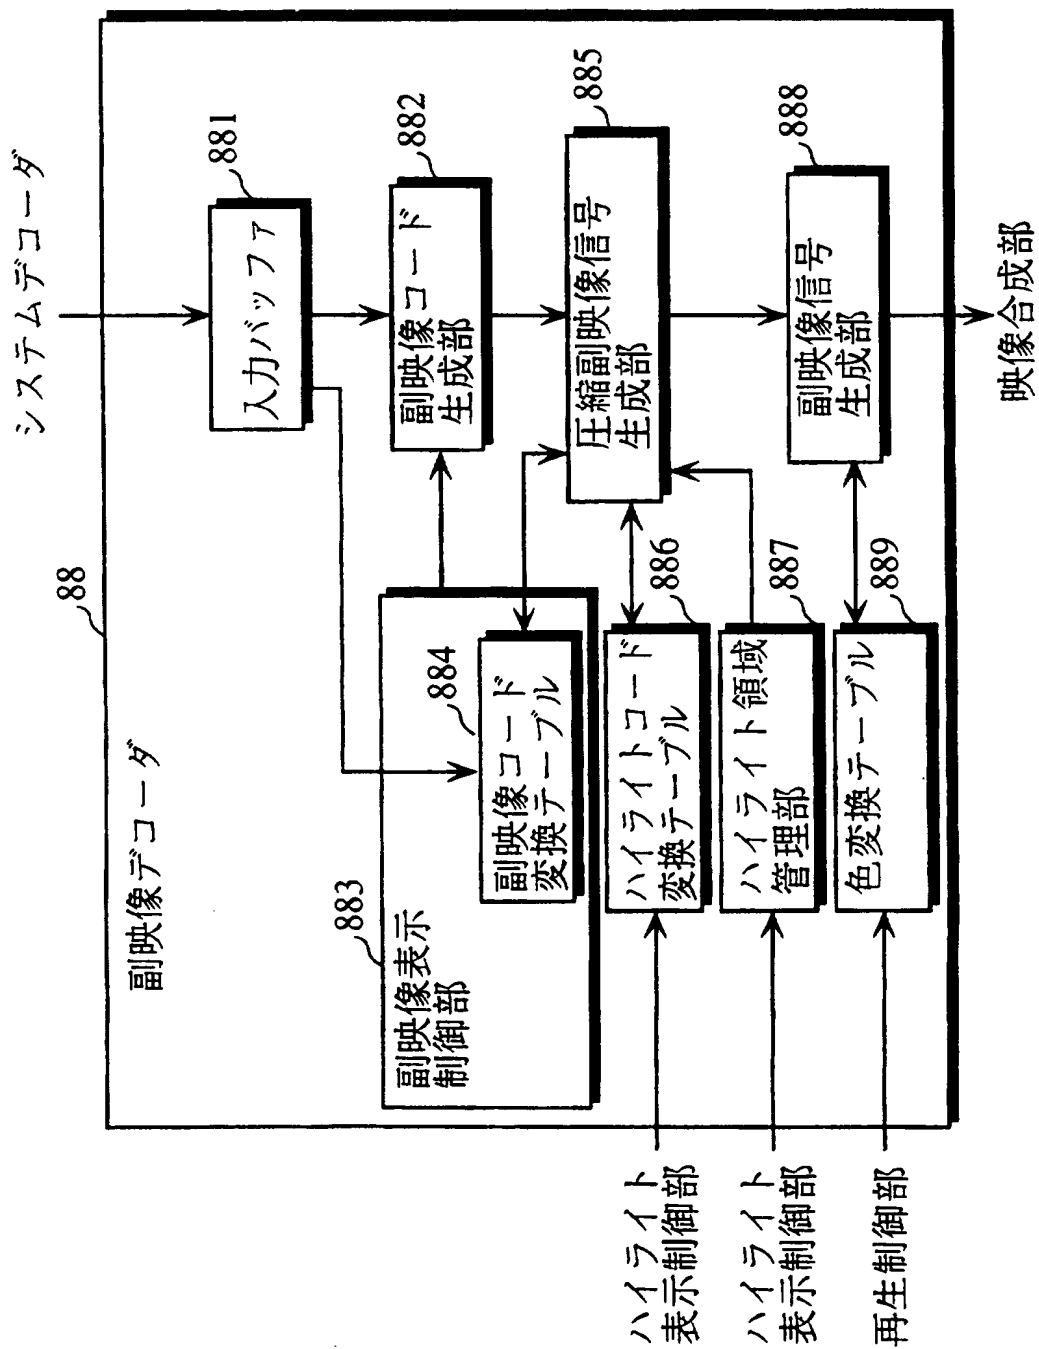 システムデコーダ
88
副映像デコーダ
881
入力バッファ
882
副映像コード
生成部
883
副映像表示
制御部
884
副映像コード
変換テーブル
885
圧縮副映像信号
生成部
ハイライト
表示制御部
886
ハイライトコード
変換テーブル
ハイライト
表示制御部
887
ハイライト領域
管理部
888
副映像信号
生成部
再生制御部
889
色変換テーブル
映像合成部